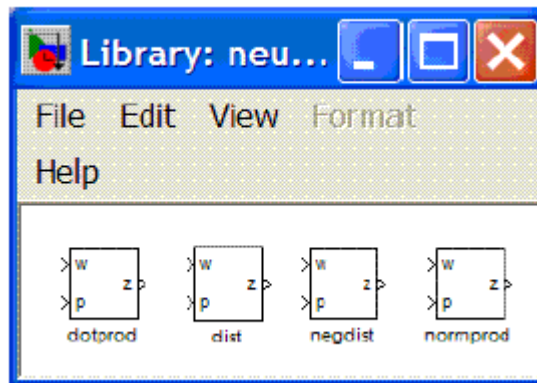 Library: neu...
File Edit View Format
Help
w w w w
z z z z
p p p p
dotprod dist negdist normprod